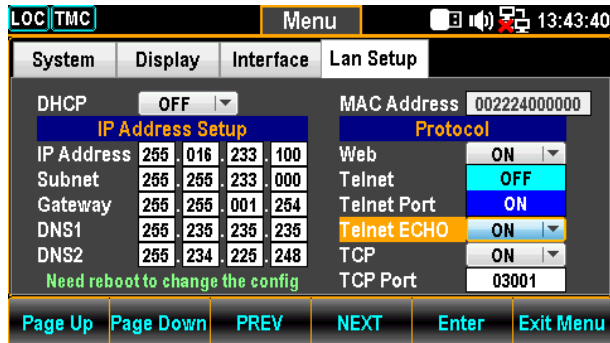 LOC TMC Menu 13:43:40
System Display Interface Lan Setup
DHCP OFF MAC Address 002224000000
IP Address Setup Protocol
IP Address 255 . 016 . 233 . 100 Web ON
Subnet 255 . 255 . 233 . 000 Telnet OFF
Gateway 255 . 255 . 001 . 254 Telnet Port ON
DNS1 255 . 235 . 235 . 235 Telnet ECHO ON
DNS2 255 . 234 . 225 . 248 TCP ON
Need reboot to change the config TCP Port 03001
Page Up Page Down PREV NEXT Enter Exit Menu